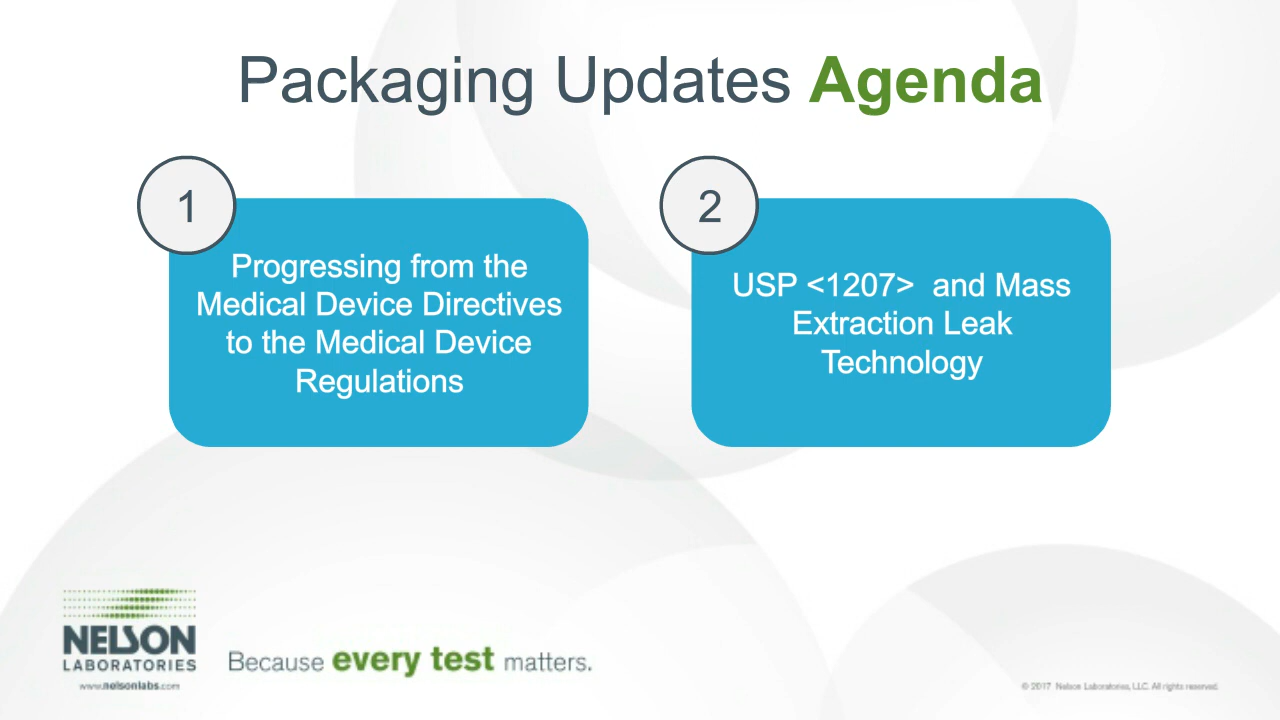 Packaging Updates Agenda
1
Progressing from the
Medical Device Directives
to the Medical Device
Regulations
2
USP <1207>  and Mass
Extraction Leak
Technology
NELSON
LABORATORIES
www.nelsonlabs.com
Because every test matters.
© 2017 Nelson Laboratories, LLC. All rights reserved.